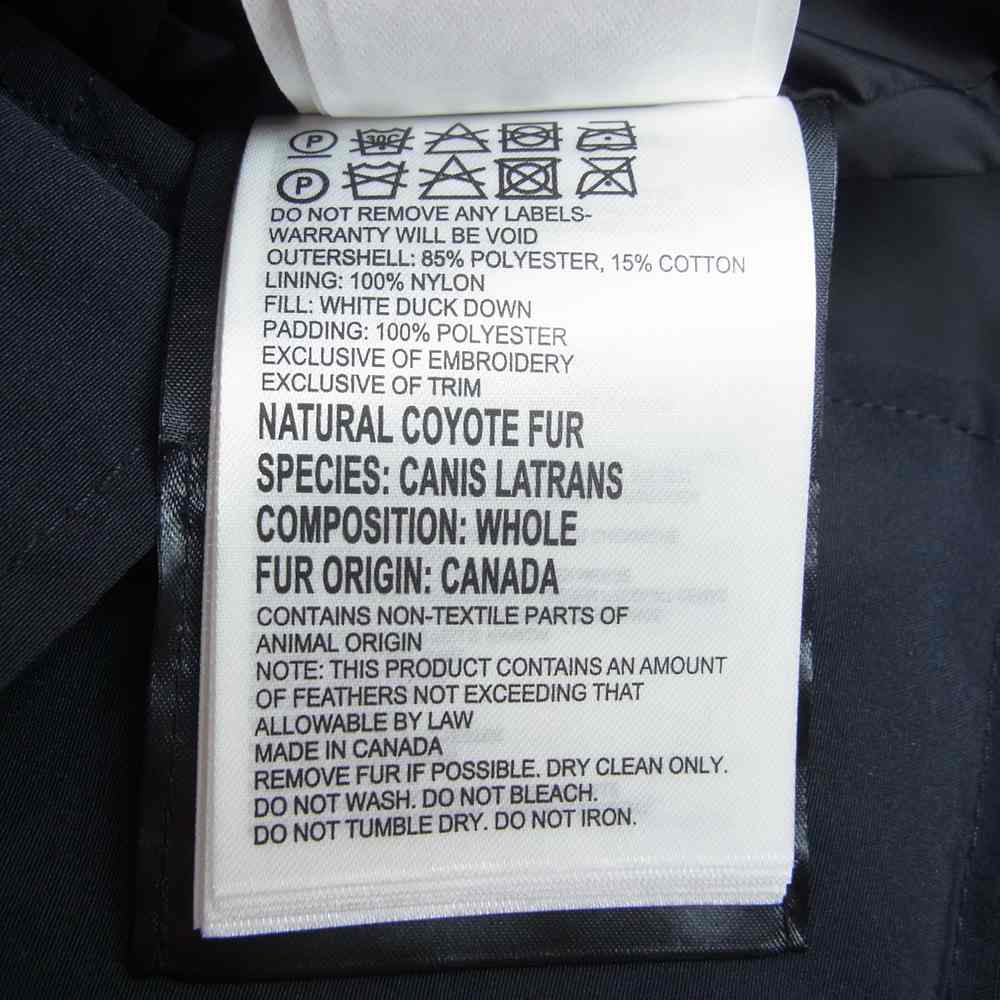 P 30C
P
DO NOT REMOVE ANY LABELS-
WARRANTY WILL BE VOID
OUTERSHELL: 85% POLYESTER, 15% COTTON
LINING: 100% NYLON
FILL: WHITE DUCK DOWN
PADDING: 100% POLYESTER
EXCLUSIVE OF EMBROIDERY
EXCLUSIVE OF TRIM
NATURAL COYOTE FUR
SPECIES: CANIS LATRANS
COMPOSITION: WHOLE
FUR ORIGIN: CANADA
CONTAINS NON-TEXTILE PARTS OF
ANIMAL ORIGIN
NOTE: THIS PRODUCT CONTAINS AN AMOUNT
OF FEATHERS NOT EXCEEDING THAT
ALLOWABLE BY LAW
MADE IN CANADA
REMOVE FUR IF POSSIBLE. DRY CLEAN ONLY.
DO NOT WASH. DO NOT BLEACH.
DO NOT TUMBLE DRY. DO NOT IRON.